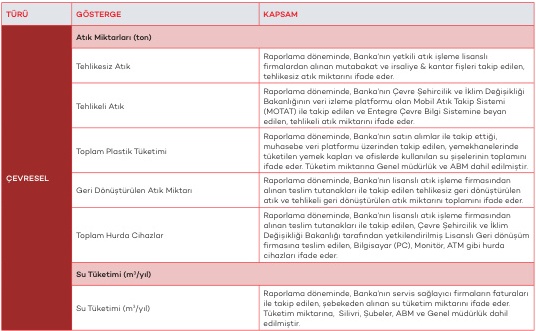 TÜRÜ GÖSTERGE KAPSAM
Atık Miktarları (ton)
Tehlikesiz Atık
Raporlama döneminde, Banka'nın yetkili atık işleme lisanslı
firmalardan alınan mutabakat ve irsaliye & kantar fişleri takip edilen,
tehlikesiz atık miktarını ifade eder.
Tehlikeli Atık
Raporlama döneminde, Banka'nın Çevre Şehircilik ve İklim Değişikliği
Bakanlığının veri izleme platformu olan Mobil Atık Takip Sistemi
(MOTAT) ile takip edilen ve Entegre Çevre Bilgi Sistemine beyan
edilen, tehlikeli atık miktarını ifade eder.
Toplam Plastik Tüketimi
Raporlama döneminde, Banka'nın satın alımlar ile takip ettiği,
muhasebe veri platformu üzerinden takip edilen, yemekhanelerinde
tüketilen yemek kapları ve ofislerde kullanılan su şişelerinin toplamını
ifade eder. Tüketim miktarına Genel müdürlük ve ABM dahil edilmiştir.
ÇEVRESEL
Geri Dönüştürülen Atık Miktarı
Raporlama döneminde, Banka'nın lisanslı atık işleme firmasından
alınan teslim tutanakları ile takip edilen tehlikesiz geri dönüştürülen
atık ve tehlikeli geri dönüştürülen atık miktarını toplamını ifade eder.
Toplam Hurda Cihazlar
Raporlama döneminde, Banka'nın lisanslı atık işleme firmasından
alınan teslim tutanakları ile takip edilen, Çevre Şehircilik ve İklim
Değişikliği Bakanlığı tarafından yetkilendirilmiş Lisanslı Geri dönüşüm
firmasına teslim edilen, Bilgisayar (PC), Monitör, ATM gibi hurda
cihazları ifade eder.
Su Tüketimi (m³/yıl)
Su Tüketimi (m³/yıl)
Raporlama döneminde, Banka'nın servis sağlayıcı firmaların faturaları
ile takip edilen, şebekeden alınan su tüketim miktarını ifade eder.
Tüketim miktarına, Silivri, Şubeler, ABM ve Genel müdürlük dahil
edilmiştir.